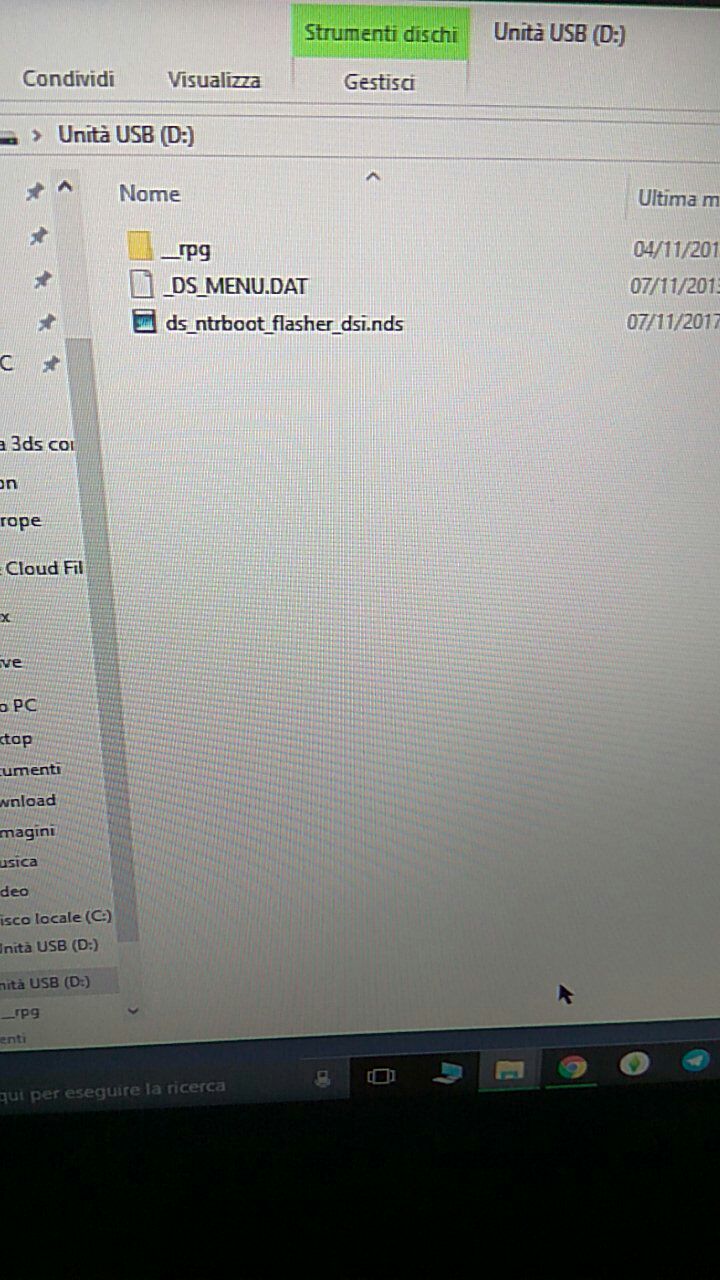 Strumenti dischi
Unità USB (D:)
Condividi
Visualizza
Gestisci
> Unità USB (D:)
Nome
Ultima m
__rpg
04/11/201
_DS_MENU.DAT
07/11/201
ds_ntrboot_flasher_dsi.nds
07/11/2017
C
a 3ds co
on
rope
Cloud Fil
x
ve
o PC
ktop
cumenti
wnload
magini
usica
deo
isco locale (C:)
Unità USB (D:)
nità USB (D:)
__rpg
enti
qui per eseguire la ricerca